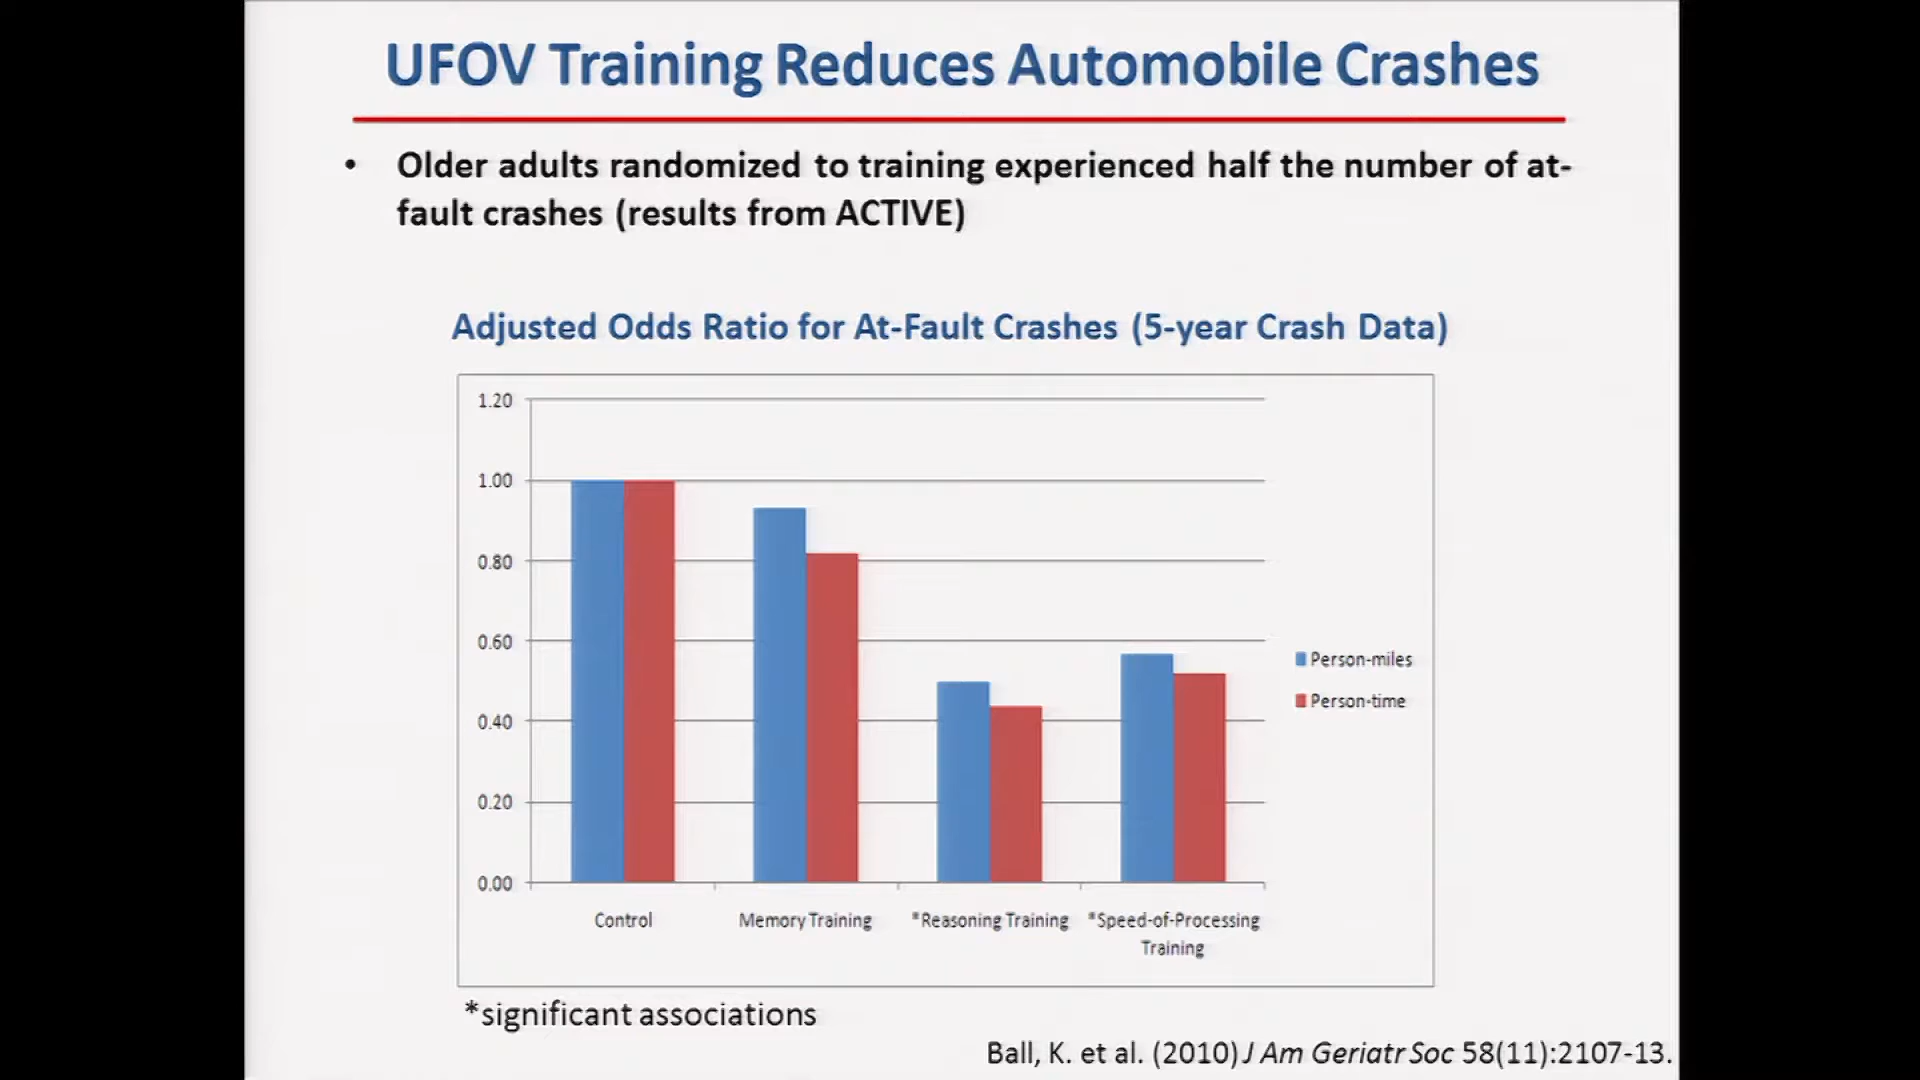 UFOV Training Reduces Automobile Crashes
• Older adults randomized to training experienced half the number of at-
fault crashes (results from ACTIVE)
Adjusted Odds Ratio for At-Fault Crashes (5-year Crash Data)
1.20
1.00
0.80
0.60
0.40
0.20
0.00
Person-miles
Person-time
Control
Memory Training
*Reasoning Training
*Speed-of-Processing
Training
*significant associations
Ball, K. et al. (2010) J Am Geriatr Soc 58(11):2107-13.